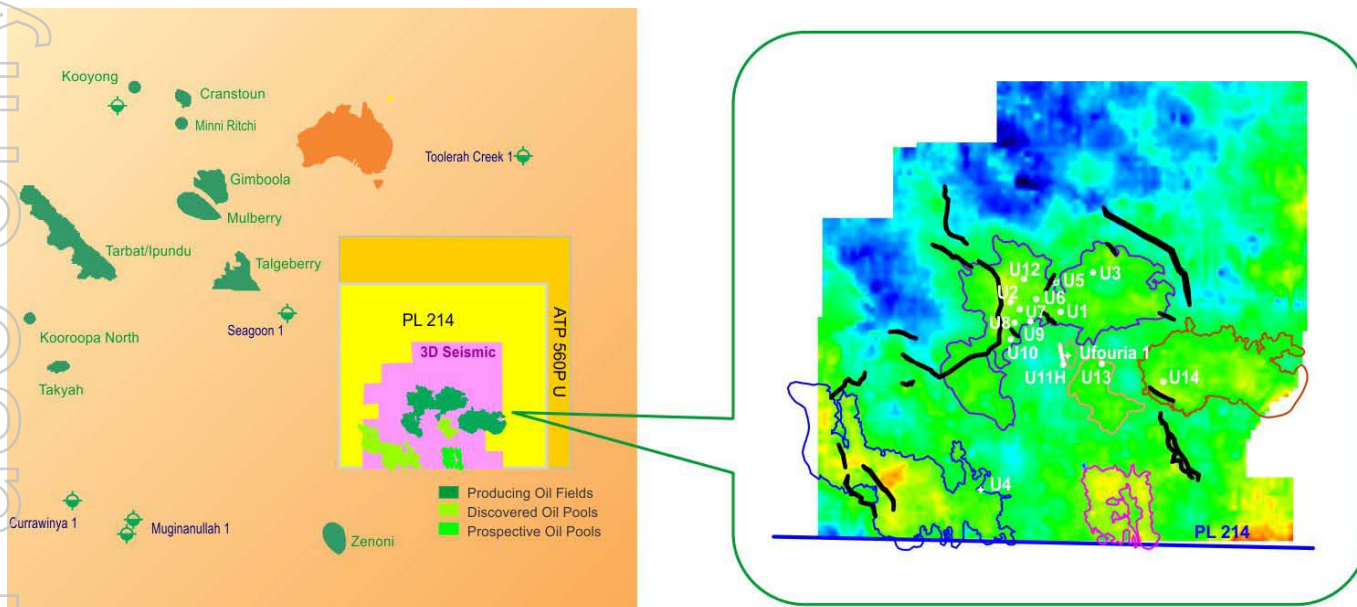 Kooyong
Cranstoun
Minni Ritchi
Toolerah Creek 1
Gimboola
Mulberry
Tarbat/Ipundu
Talgeberry
Seagoon 1
Kooroopa North
Takyah
PL 214
ATP 560P U
3D Seismic
Producing Oil Fields
Discovered Oil Pools
Prospective Oil Pools
Currawinya 1
Muginanullah 1
Zenoni
U12
U5
U3
U2
U6
U7
U1
U8
U9
U10
Ufouria 1
U11H
U13
U14
U4
PL 214